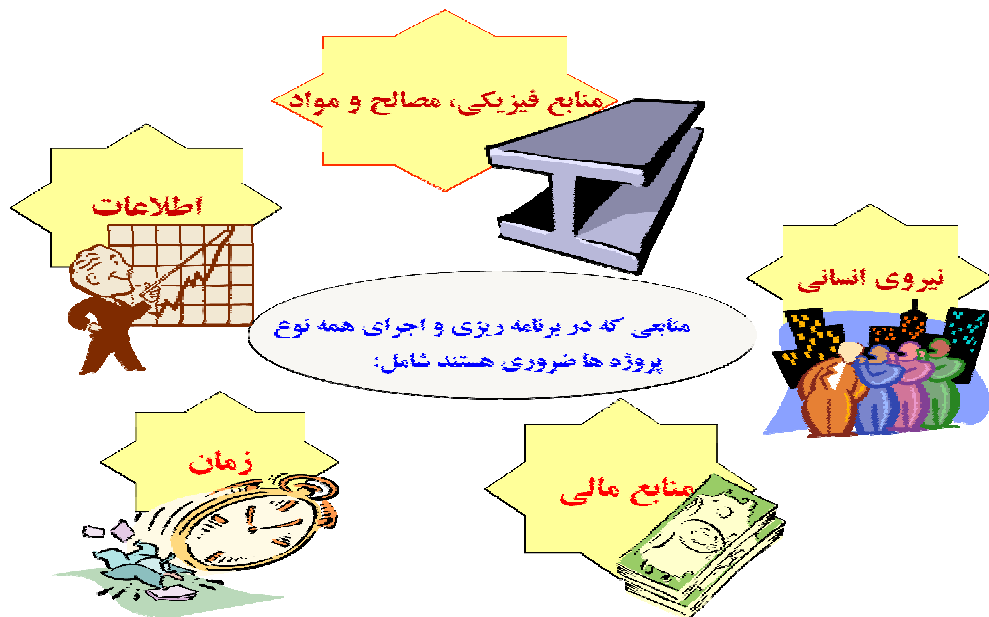 منابع فیزیکی، مصالح و مواد
اطلاعات
نیروی انسانی
منابعی که در برنامه ریزی و اجرای همه نوع
پروژه ها ضروری هستند شامل:
زمان
منابع مالی